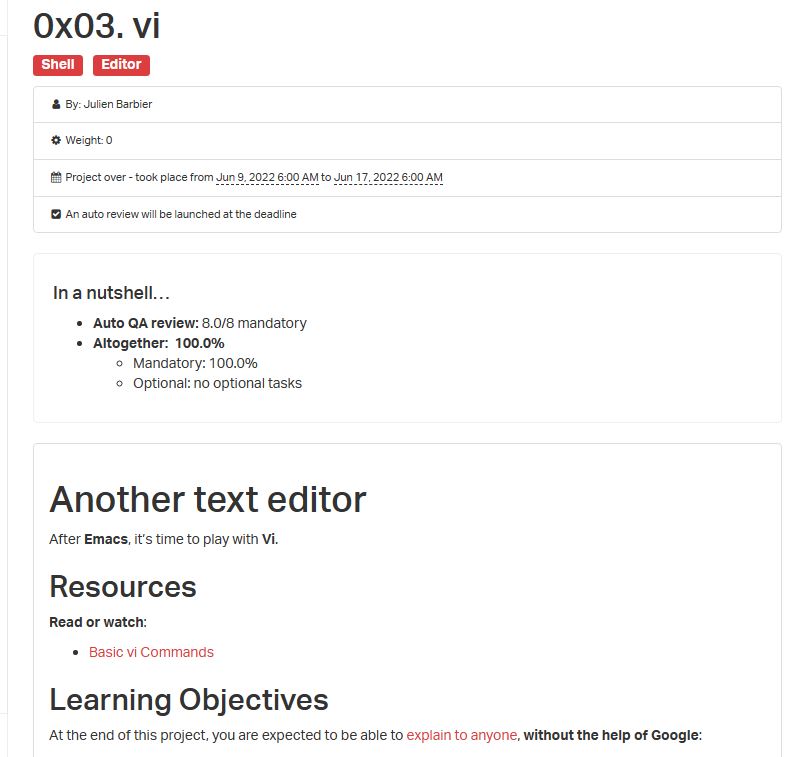 0x03. vi
Shell Editor
By: Julien Barbier
Weight: 0
Project over - took place from Jun 9, 2022 6:00 AM to Jun 17, 2022 6:00 AM
An auto review will be launched at the deadline
In a nutshell…
Auto QA review: 8.0/8 mandatory
Altogether: 100.0%
Mandatory: 100.0%
Optional: no optional tasks
Another text editor
After Emacs, it’s time to play with Vi.
Resources
Read or watch:
Basic vi Commands
Learning Objectives
At the end of this project, you are expected to be able to explain to anyone, without the help of Google: